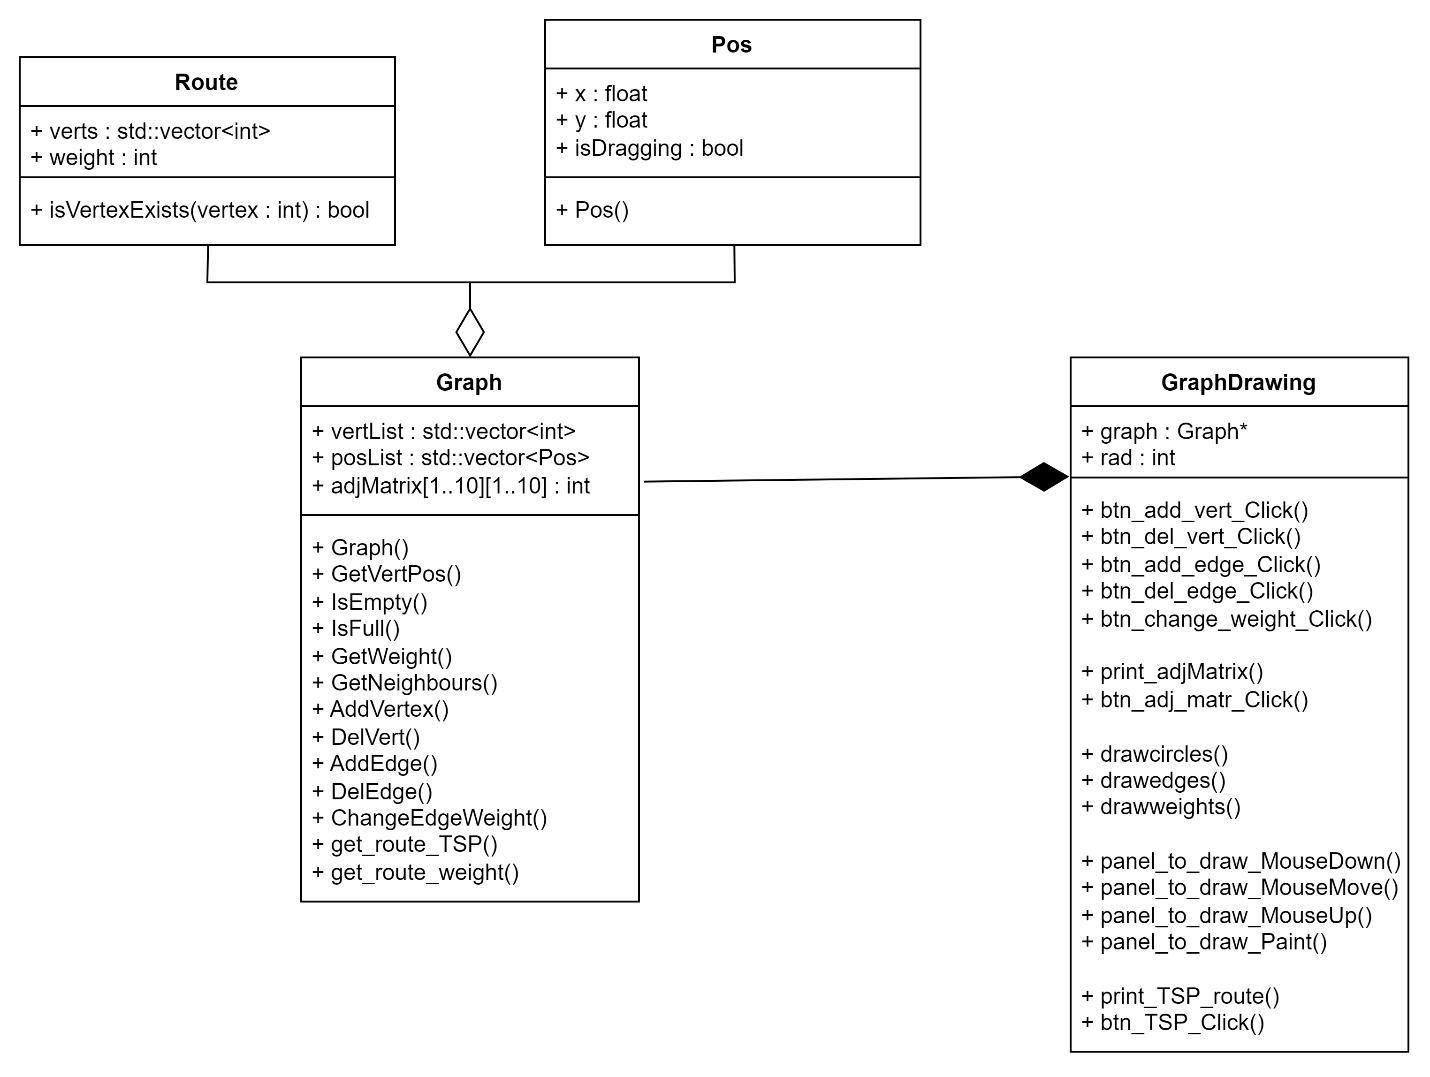 Route
+ verts : std::vector<int>
+ weight : int
+ isVertexExists(vertex : int) : bool
Pos
+ x : float
+ y : float
+ isDragging : bool
+ Pos()
Graph
+ vertList : std::vector<int>
+ posList : std::vector<Pos>
+ adjMatrix[1..10][1..10] : int
+ Graph()
+ GetVertPos()
+ IsEmpty()
+ IsFull()
+ GetWeight()
+ GetNeighbours()
+ AddVertex()
+ DelVert()
+ AddEdge()
+ DelEdge()
+ ChangeEdgeWeight()
+ get_route_TSP()
+ get_route_weight()
GraphDrawing
+ graph : Graph*
+ rad : int
+ btn_add_vert_Click()
+ btn_del_vert_Click()
+ btn_add_edge_Click()
+ btn_del_edge_Click()
+ btn_change_weight_Click()
+ print_adjMatrix()
+ btn_adj_matr_Click()
+ drawcircles()
+ drawedges()
+ drawweights()
+ panel_to_draw_MouseDown()
+ panel_to_draw_MouseMove()
+ panel_to_draw_MouseUp()
+ panel_to_draw_Paint()
+ print_TSP_route()
+ btn_TSP_Click()